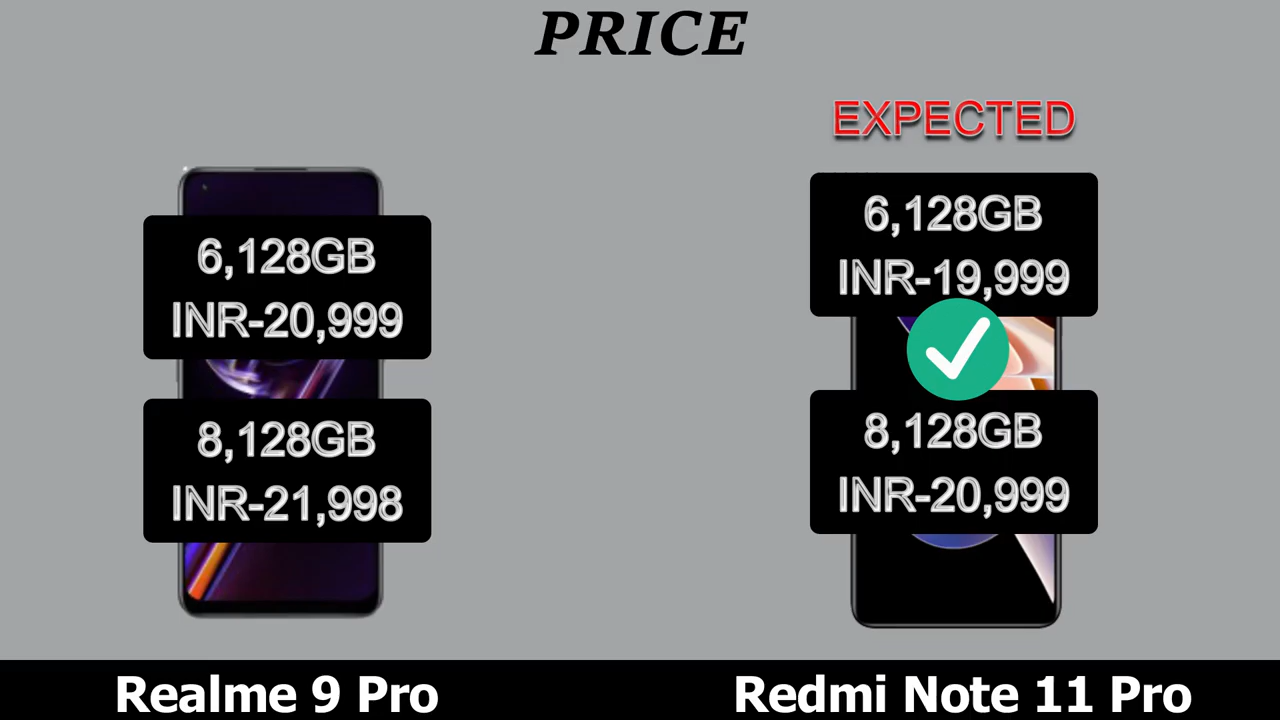 PRICE
EXPECTED
6,128GB
INR-20,999
8,128GB
INR-21,998
6,128GB
INR-19,999
8,128GB
INR-20,999
Realme 9 Pro
Redmi Note 11 Pro